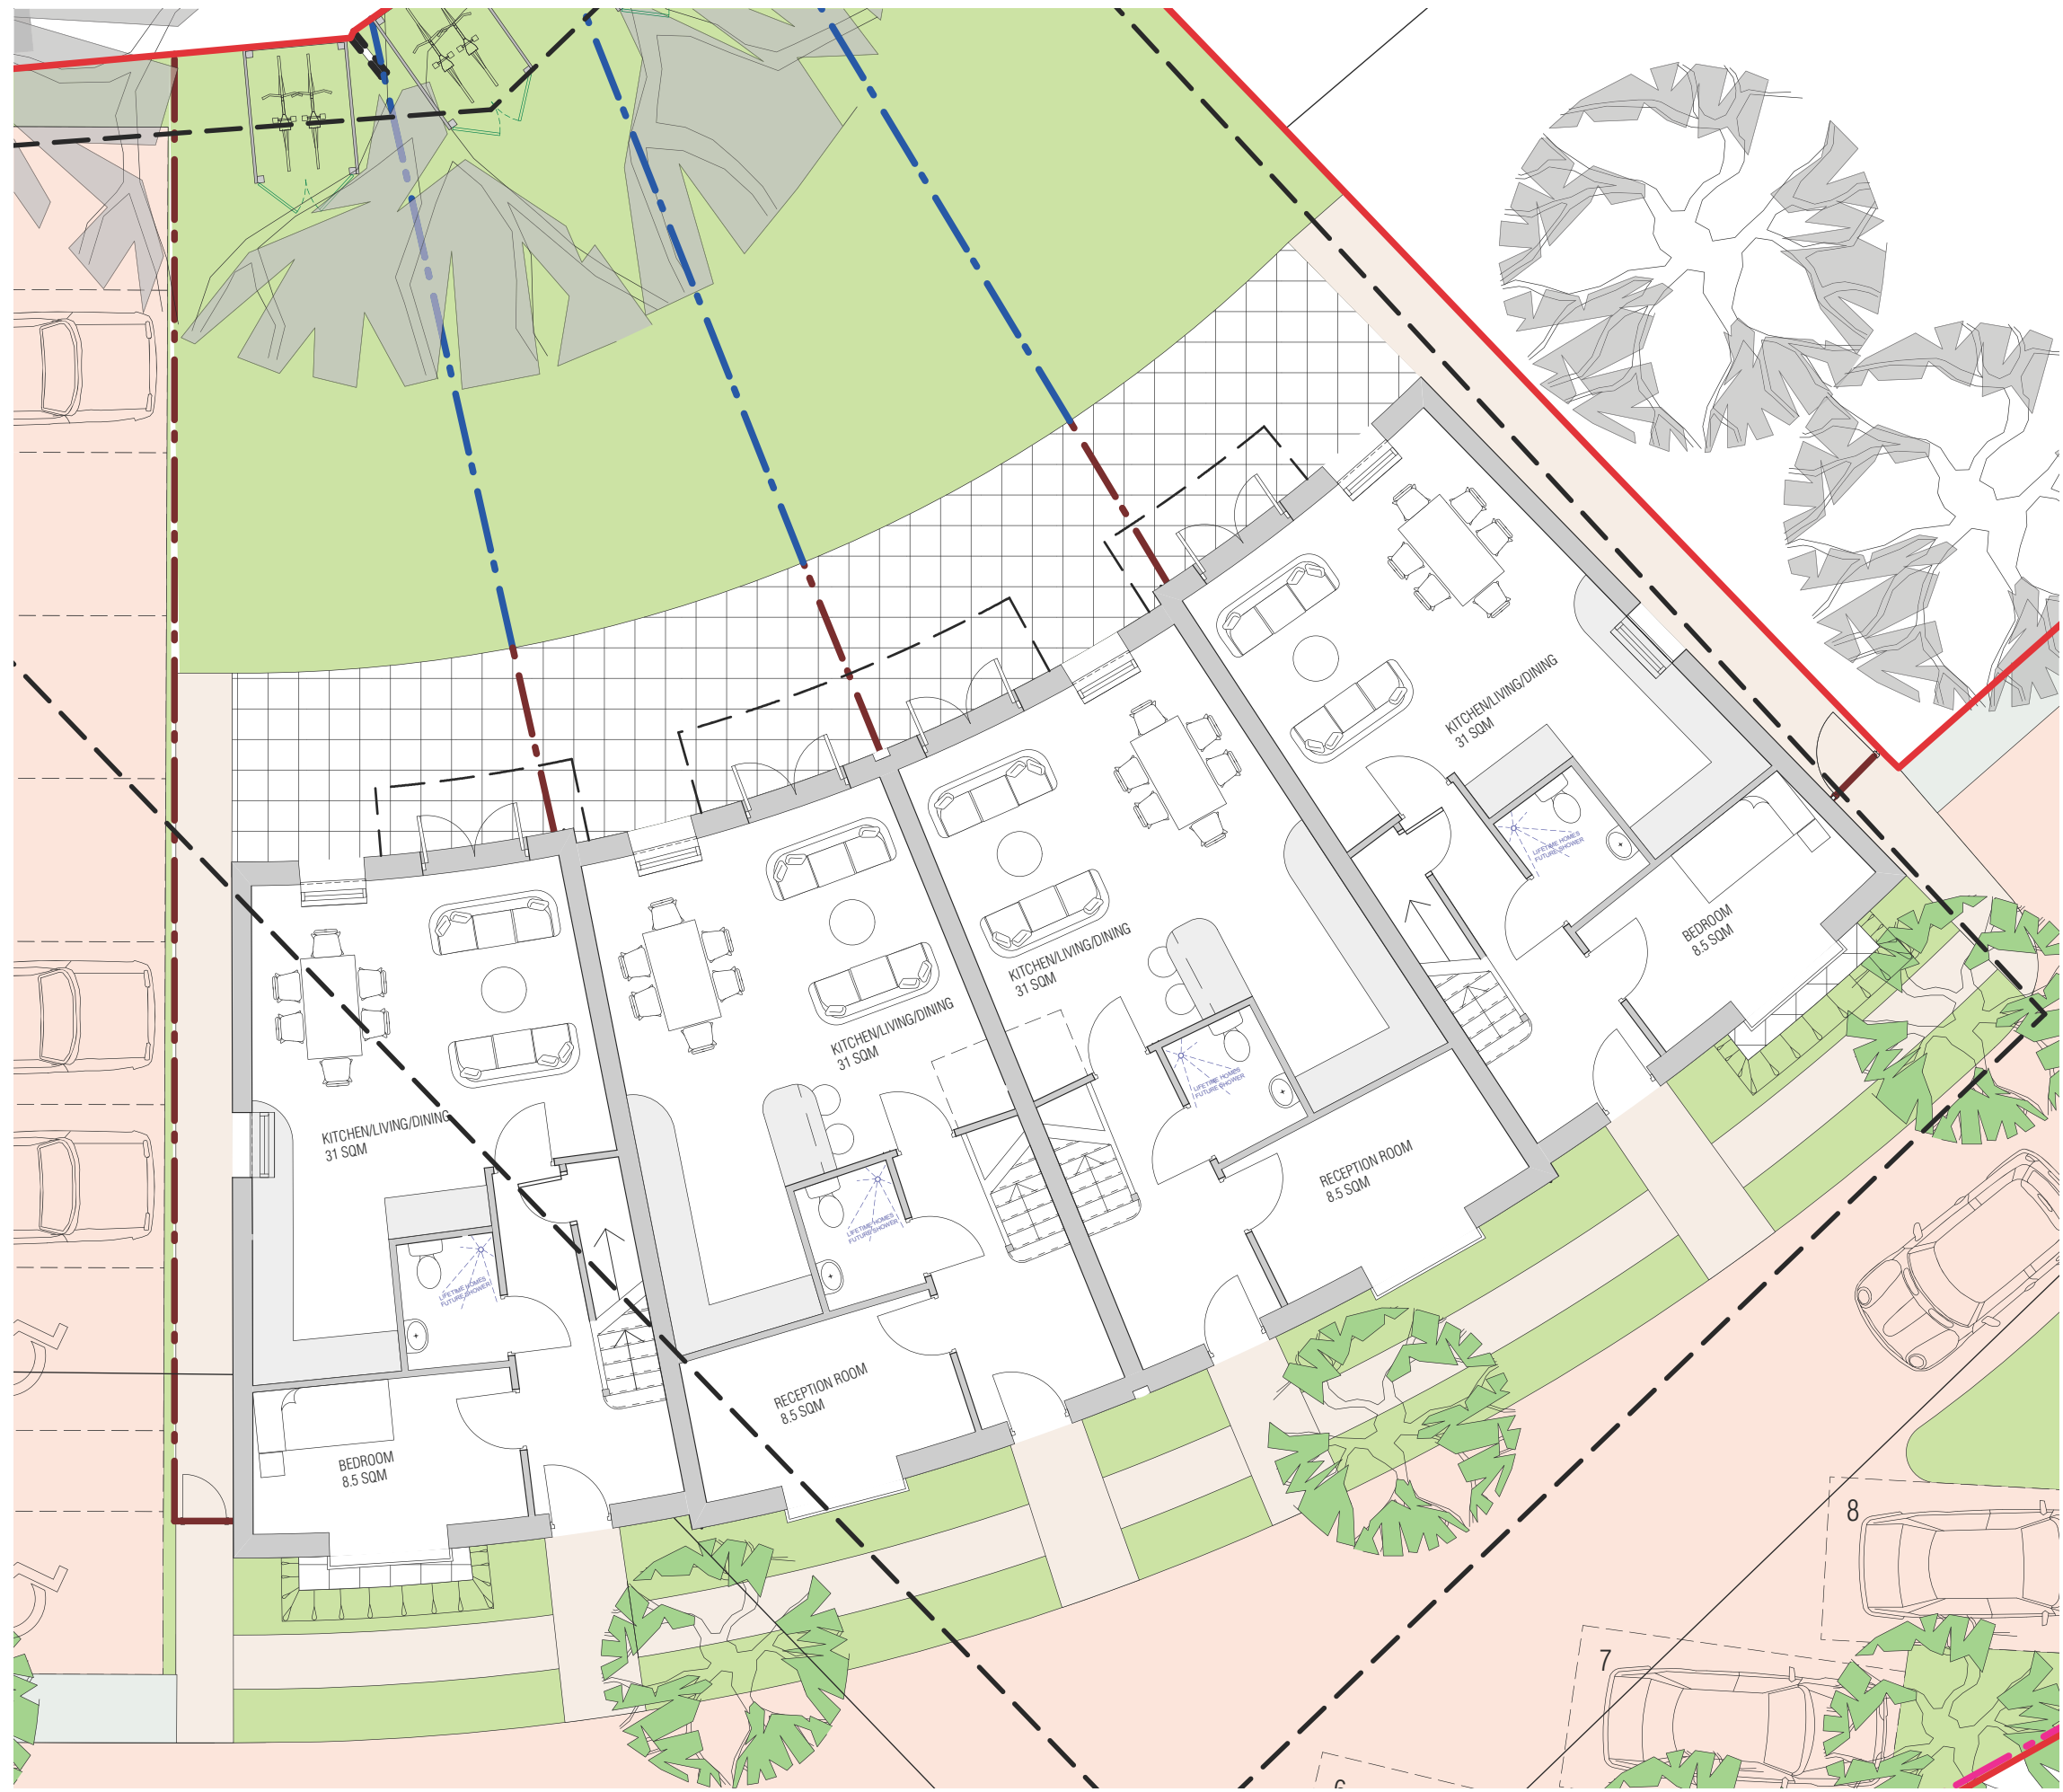 KITCHEN/LIVING/DINING
31 SQM
LIFETIME HOMES
FUTURE SHOWER
BEDROOM
8.5 SQM
KITCHEN/LIVING/DINING
31 SQM
LIFETIME HOMES
FUTURE SHOWER
RECEPTION ROOM
8.5 SQM
KITCHEN/LIVING/DINING
31 SQM
LIFETIME HOMES
FUTURE SHOWER
RECEPTION ROOM
8.5 SQM
KITCHEN/LIVING/DINING
31 SQM
LIFETIME HOMES
FUTURE SHOWER
BEDROOM
8.5 SQM
8
7
6